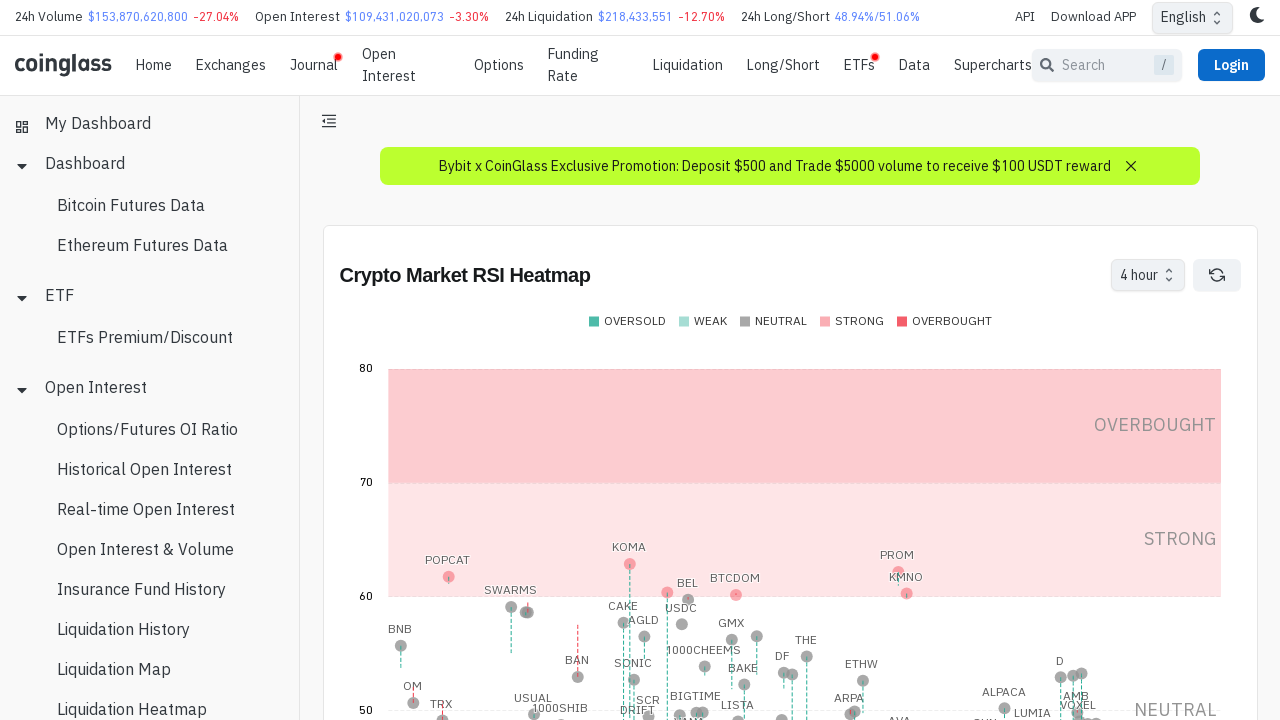 24h Volume $153,870,620,800 -27.04% Open Interest $109,431,020,073 -3.30% 24h Liquidation $218,433,551 -12.70% 24h Long/Short 48.94%/51.06% API Download APP English
coinglass Home Exchanges Journal Open Interest Options Funding Rate Liquidation Long/Short ETFs Data Supercharts Search / Login
My Dashboard
Dashboard
Bitcoin Futures Data
Ethereum Futures Data
ETF
ETFs Premium/Discount
Open Interest
Options/Futures OI Ratio
Historical Open Interest
Real-time Open Interest
Open Interest & Volume
Insurance Fund History
Liquidation History
Liquidation Map
Liquidation Heatmap
Bybit x CoinGlass Exclusive Promotion: Deposit $500 and Trade $5000 volume to receive $100 USDT reward
Crypto Market RSI Heatmap
4 hour
OVERSOLD WEAK NEUTRAL STRONG OVERBOUGHT
80
OVERBOUGHT
70
STRONG
KOMA
PROM
POPCAT
BTCDOM
KMNO
BEL
SWARMS
60
CAKE
USDC
AGLD
GMX
BNB
THE
1000CHEEMS
DF
BAN
SONIC
D
ETHW
BAKE
OM
ALPACA
USUAL
BIGTIME
ARPA
AMB
SCR
TRX
LISTA
VOXEL
1000SHIB
DRIFT
LUMIA
50
NEUTRAL